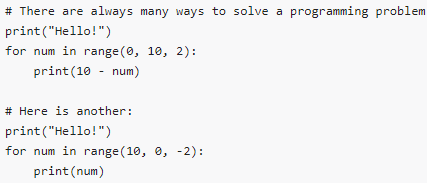 # There are always many ways to solve a programming problem
print("Hello!")
for num in range(0, 10, 2):
    print(10 - num)

# Here is another:
print("Hello!")
for num in range(10, 0, -2):
    print(num)